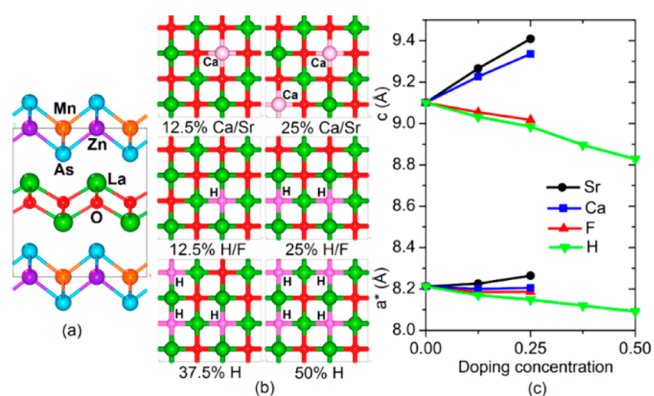 (a)
Mn
Zn
As
La
O
(a)
Ca
Ca
Ca
12.5% Ca/Sr
25% Ca/Sr
H
H
H
12.5% H/F
25% H/F
H
H
H
H
H
H
H
H
37.5% H
50% H
(b)
9.4
9.2
9.0
8.4
8.2
8.0
c (Å)
a* (Å)
Sr
Ca
F
H
0.00
0.25
0.50
Doping concentration
(c)